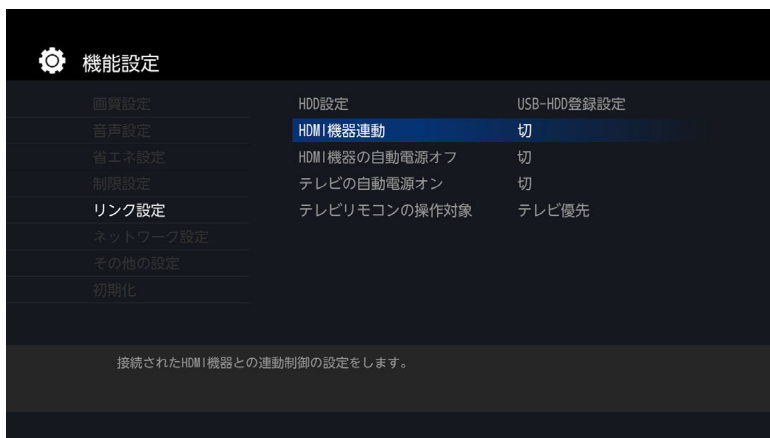 機能設定
画質設定
音声設定
省エネ設定
制限設定
リンク設定
ネットワーク設定
その他の設定
初期化
HDD設定 USB-HDD登録設定
HDMI機器連動 切
HDMI機器の自動電源オフ 切
テレビの自動電源オン 切
テレビリモコンの操作対象 テレビ優先
接続されたHDMI機器との連動制御の設定をします。